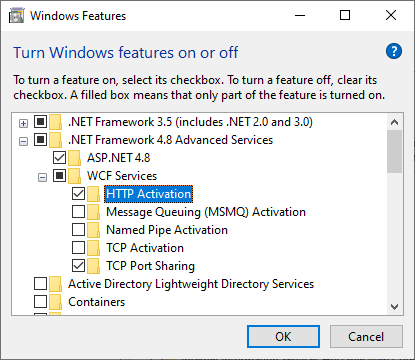 Windows Features
Turn Windows features on or off
To turn a feature on, select its checkbox. To turn a feature off, clear its
checkbox. A filled box means that only part of the feature is turned on.
.NET Framework 3.5 (includes .NET 2.0 and 3.0)
.NET Framework 4.8 Advanced Services
ASP.NET 4.8
WCF Services
HTTP Activation
Message Queuing (MSMQ) Activation
Named Pipe Activation
TCP Activation
TCP Port Sharing
Active Directory Lightweight Directory Services
Containers
OK
Cancel